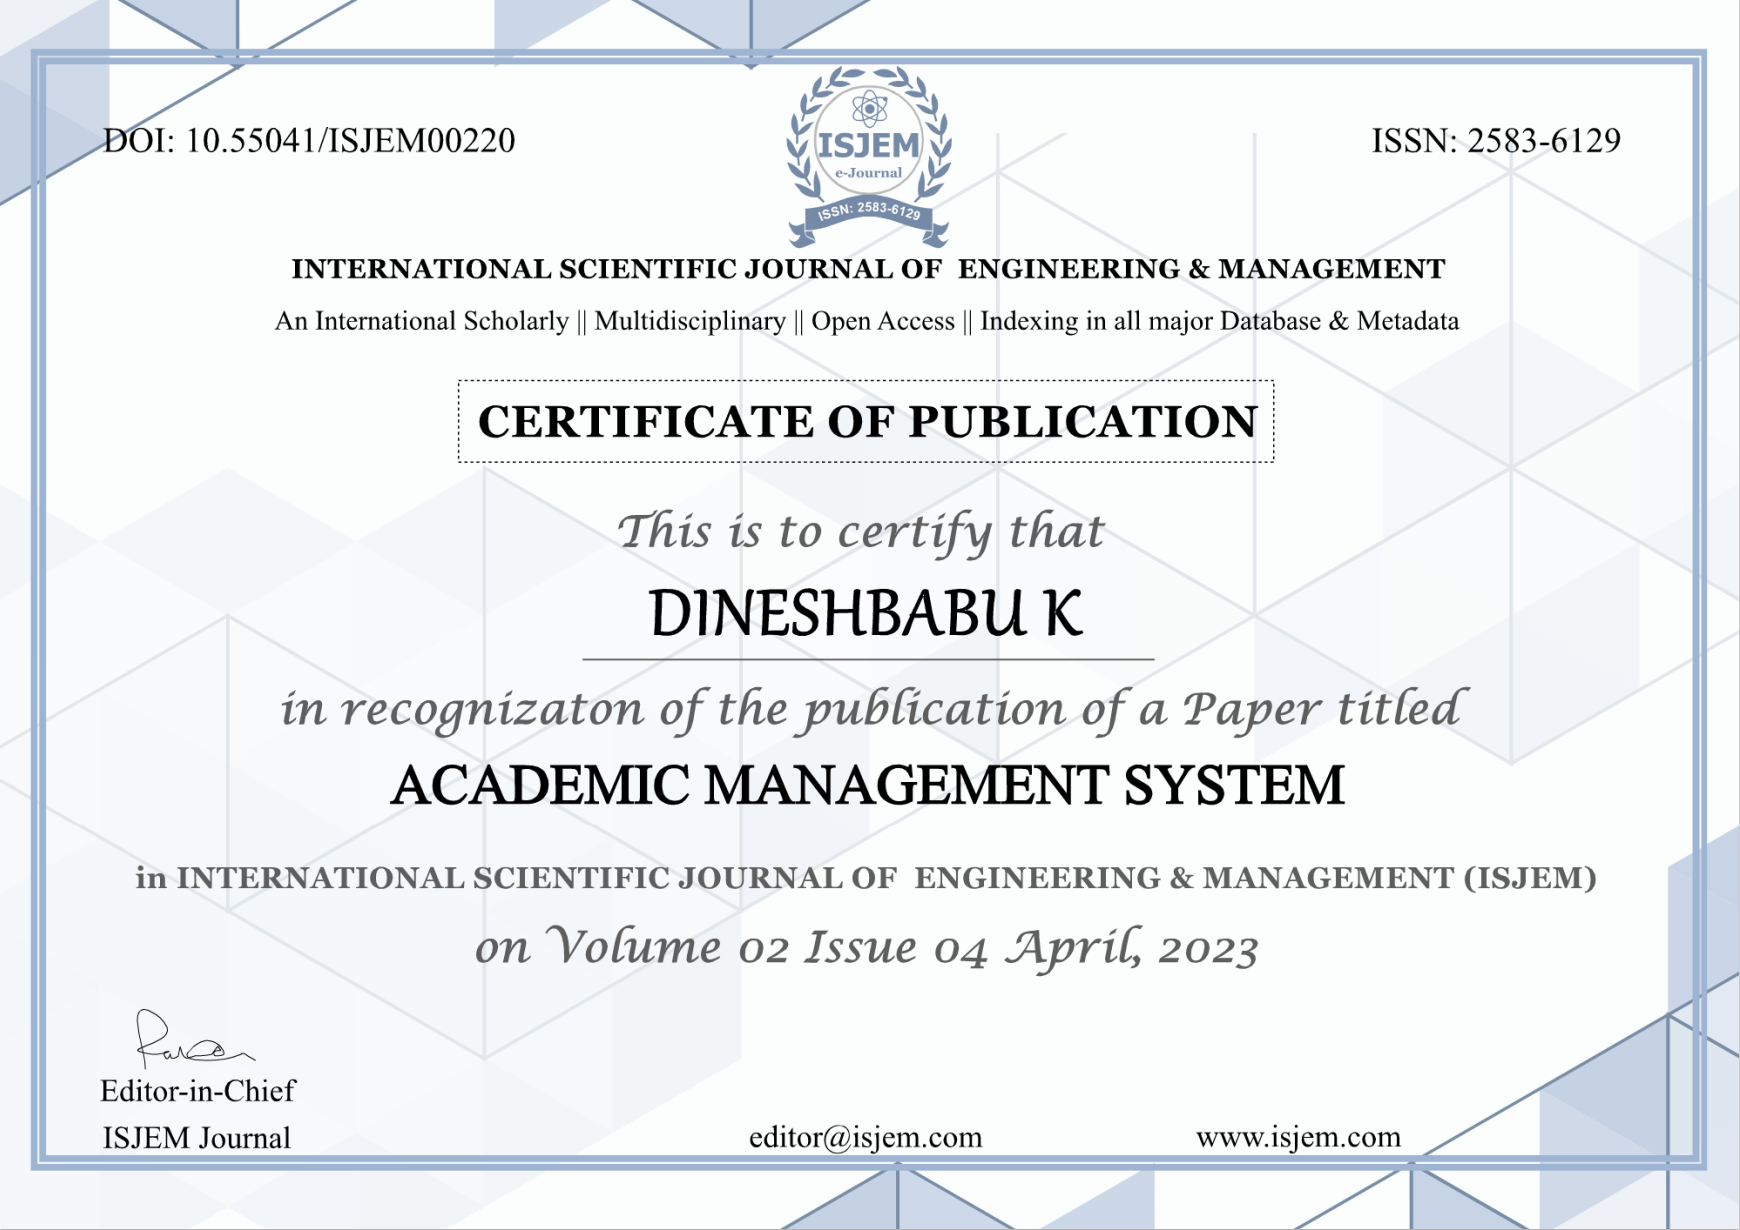 DOI: 10.55041/ISJEM00220
ISJEM
e-Journal
ISSN: 2583-6129
ISSN: 2583-6129
INTERNATIONAL SCIENTIFIC JOURNAL OF ENGINEERING & MANAGEMENT
An International Scholarly || Multidisciplinary || Open Access || Indexing in all major Database & Metadata
CERTIFICATE OF PUBLICATION
This is to certify that
DINESHBABU K
in recognizaton of the publication of a Paper titled
ACADEMIC MANAGEMENT SYSTEM
in INTERNATIONAL SCIENTIFIC JOURNAL OF ENGINEERING & MANAGEMENT (ISJEM)
on Volume 02 Issue 04 April, 2023
Editor-in-Chief
ISJEM Journal
editor@isjem.com
www.isjem.com